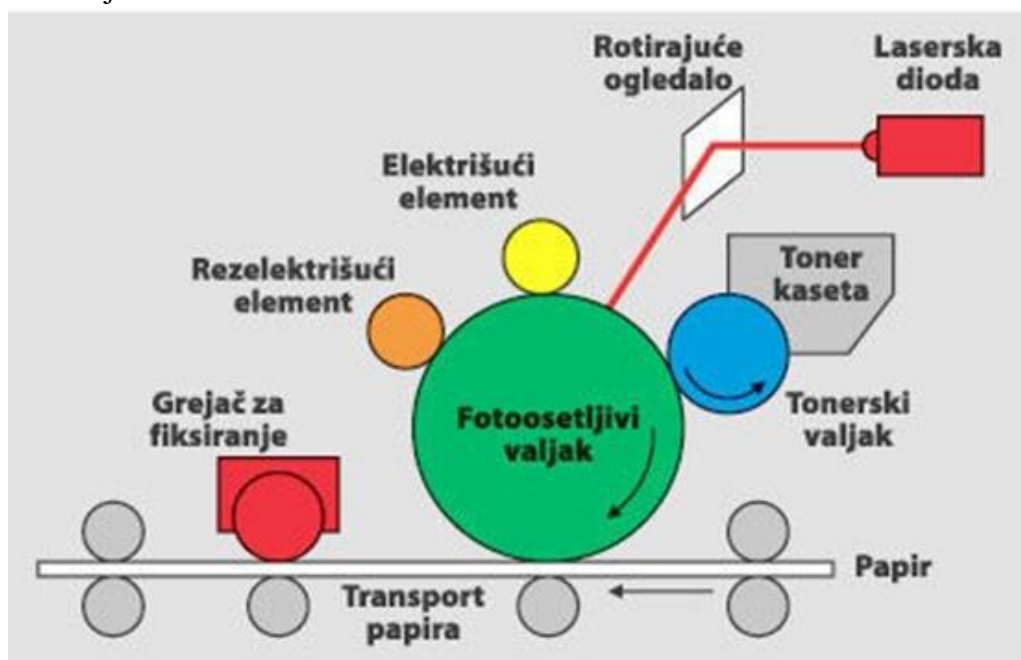 Rotirajuće
ogledalo
Laserska
dioda
Elektrišući
element
Rezelektrišući
element
Toner
kaseta
Grejač za
fiksiranje
Fotoosetljivi
valjak
Tonerski
valjak
Papir
Transport
papira